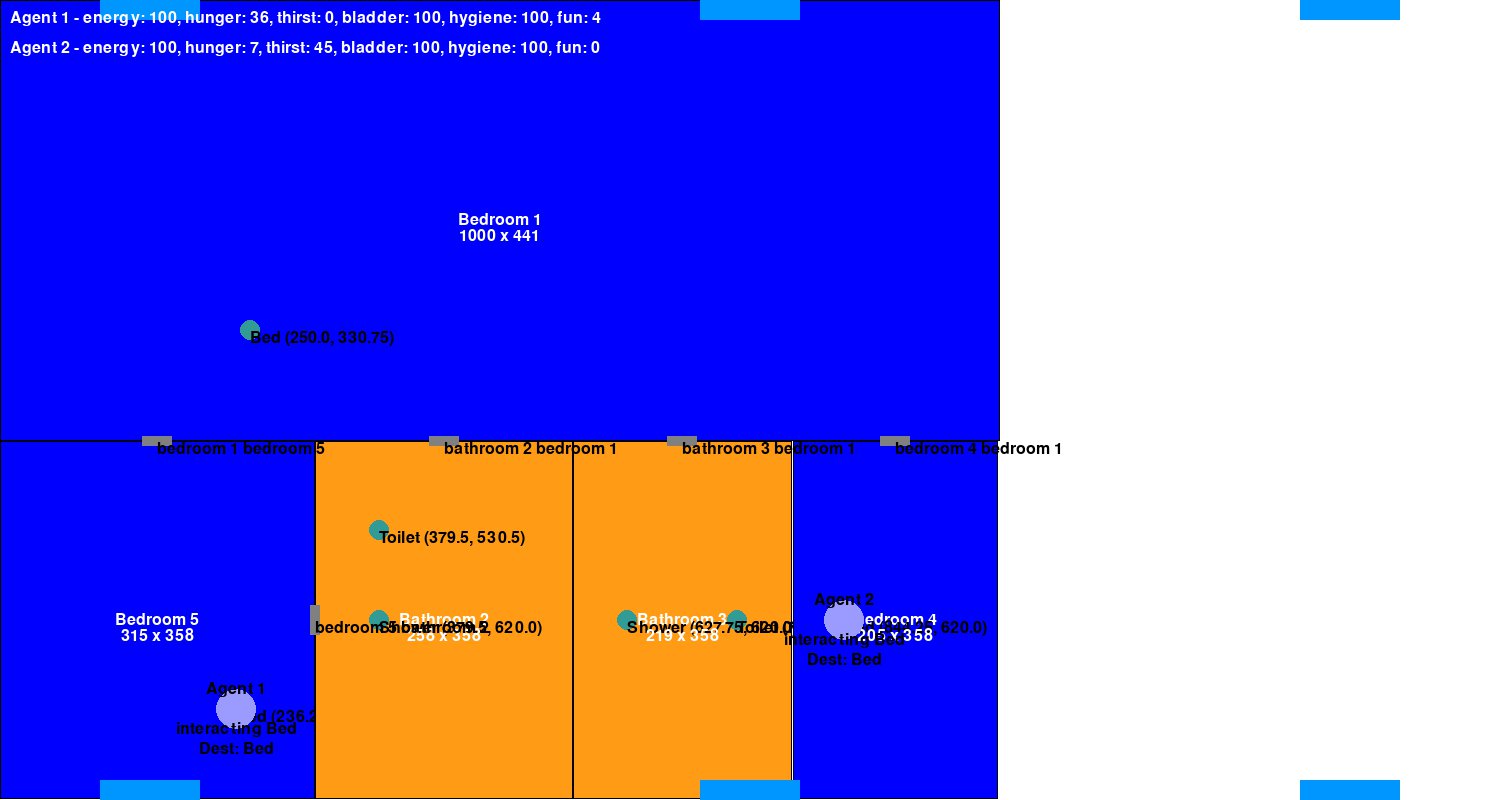 Agent 1 - energy: 100, hunger: 36, thirst: 0, bladder: 100, hygiene: 100, fun: 4
Agent 2 - energy: 100, hunger: 7, thirst: 45, bladder: 100, hygiene: 100, fun: 0
Bedroom 1
1000 x 441
Bed (250.0, 330.75)
bedroom 1 bedroom 5
bathroom 2 bedroom 1
bathroom 3 bedroom 1
bedroom 4 bedroom 1
Toilet (379.5, 530.5)
Agent 2
Bedroom 5
315 x 358
Bathroom 2
258 x 358
Bathroom 3
219 x 358
edroom 4
205 x 358
bedroom 5
620.0)
Shower (627.75, 620.0)
Toilet (
620.0)
interacting Bed
Dest: Bed
Agent 1
(236.2
interacting Bed
Dest: Bed